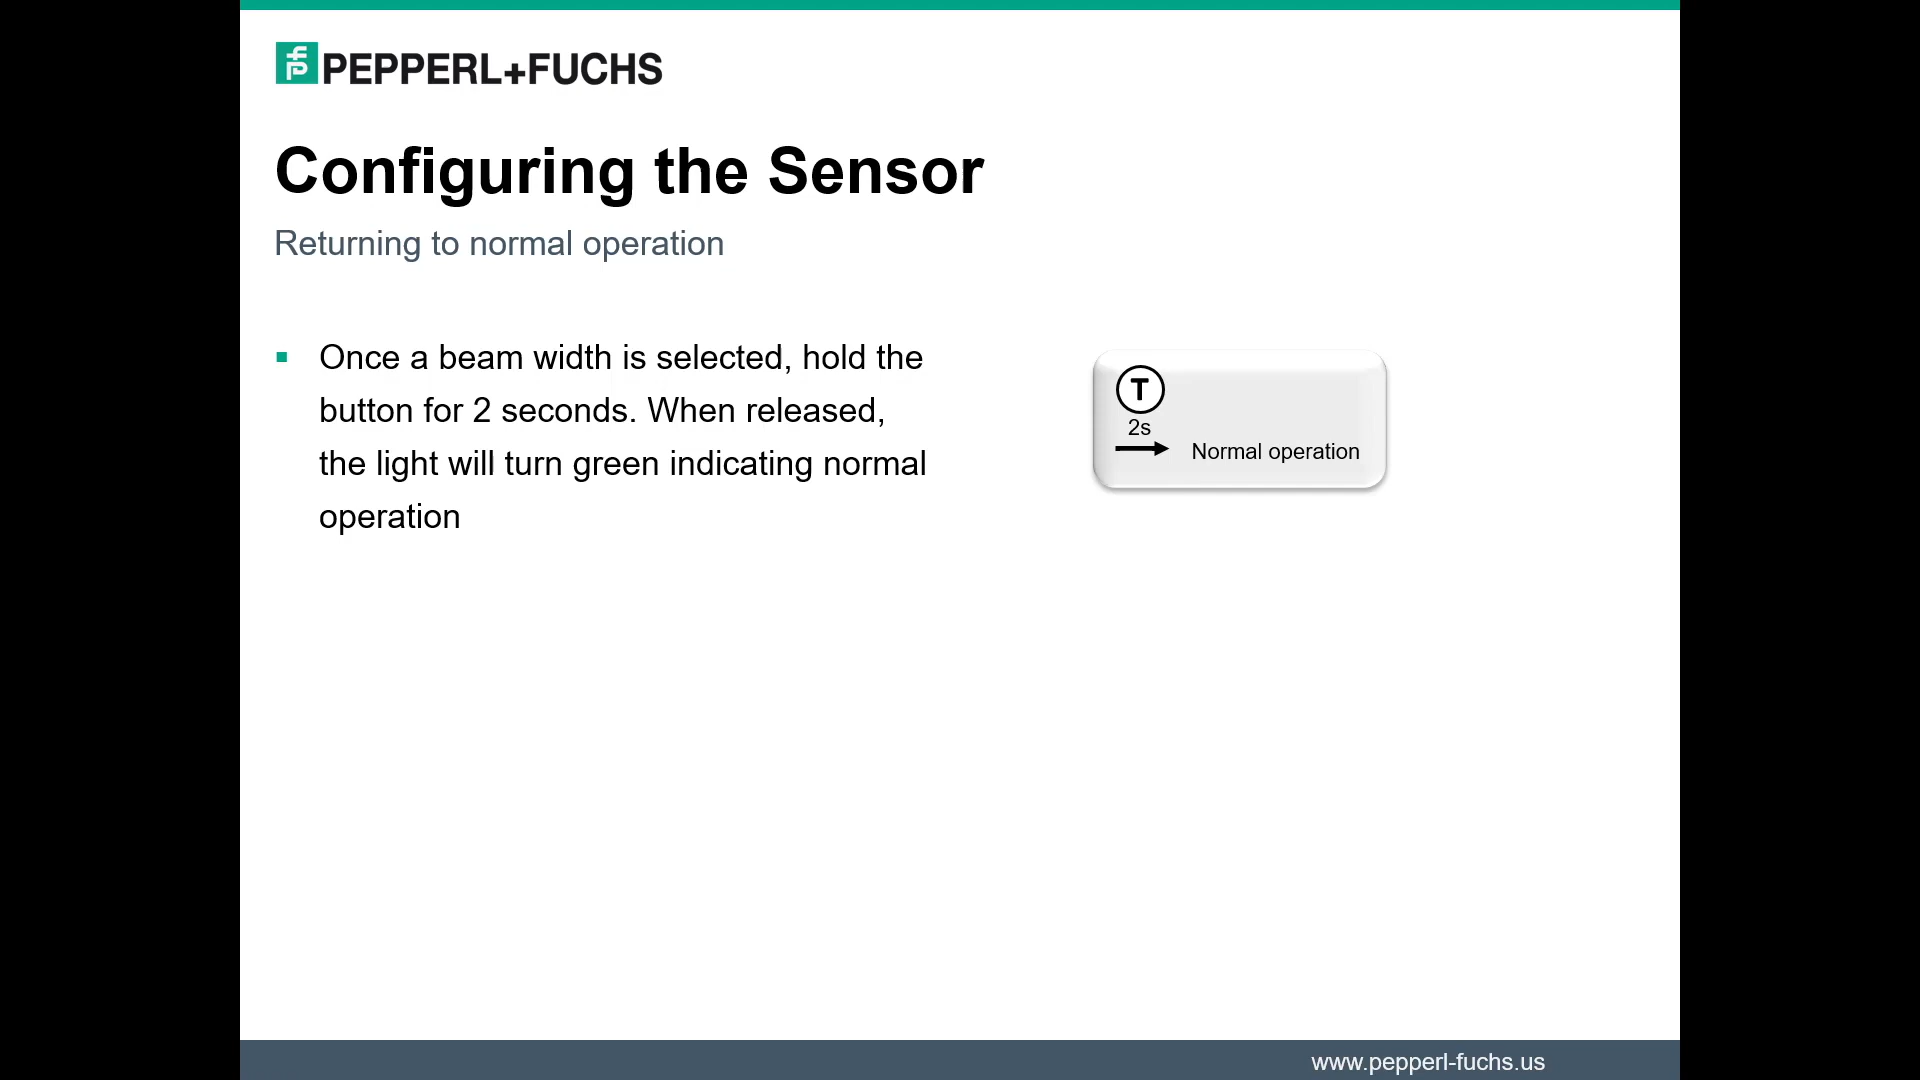 PEPPERL+FUCHS
Configuring the Sensor
Returning to normal operation
Once a beam width is selected, hold the
button for 2 seconds. When released,
the light will turn green indicating normal
operation
T
2s
Normal operation
www.pepperl-fuchs.us